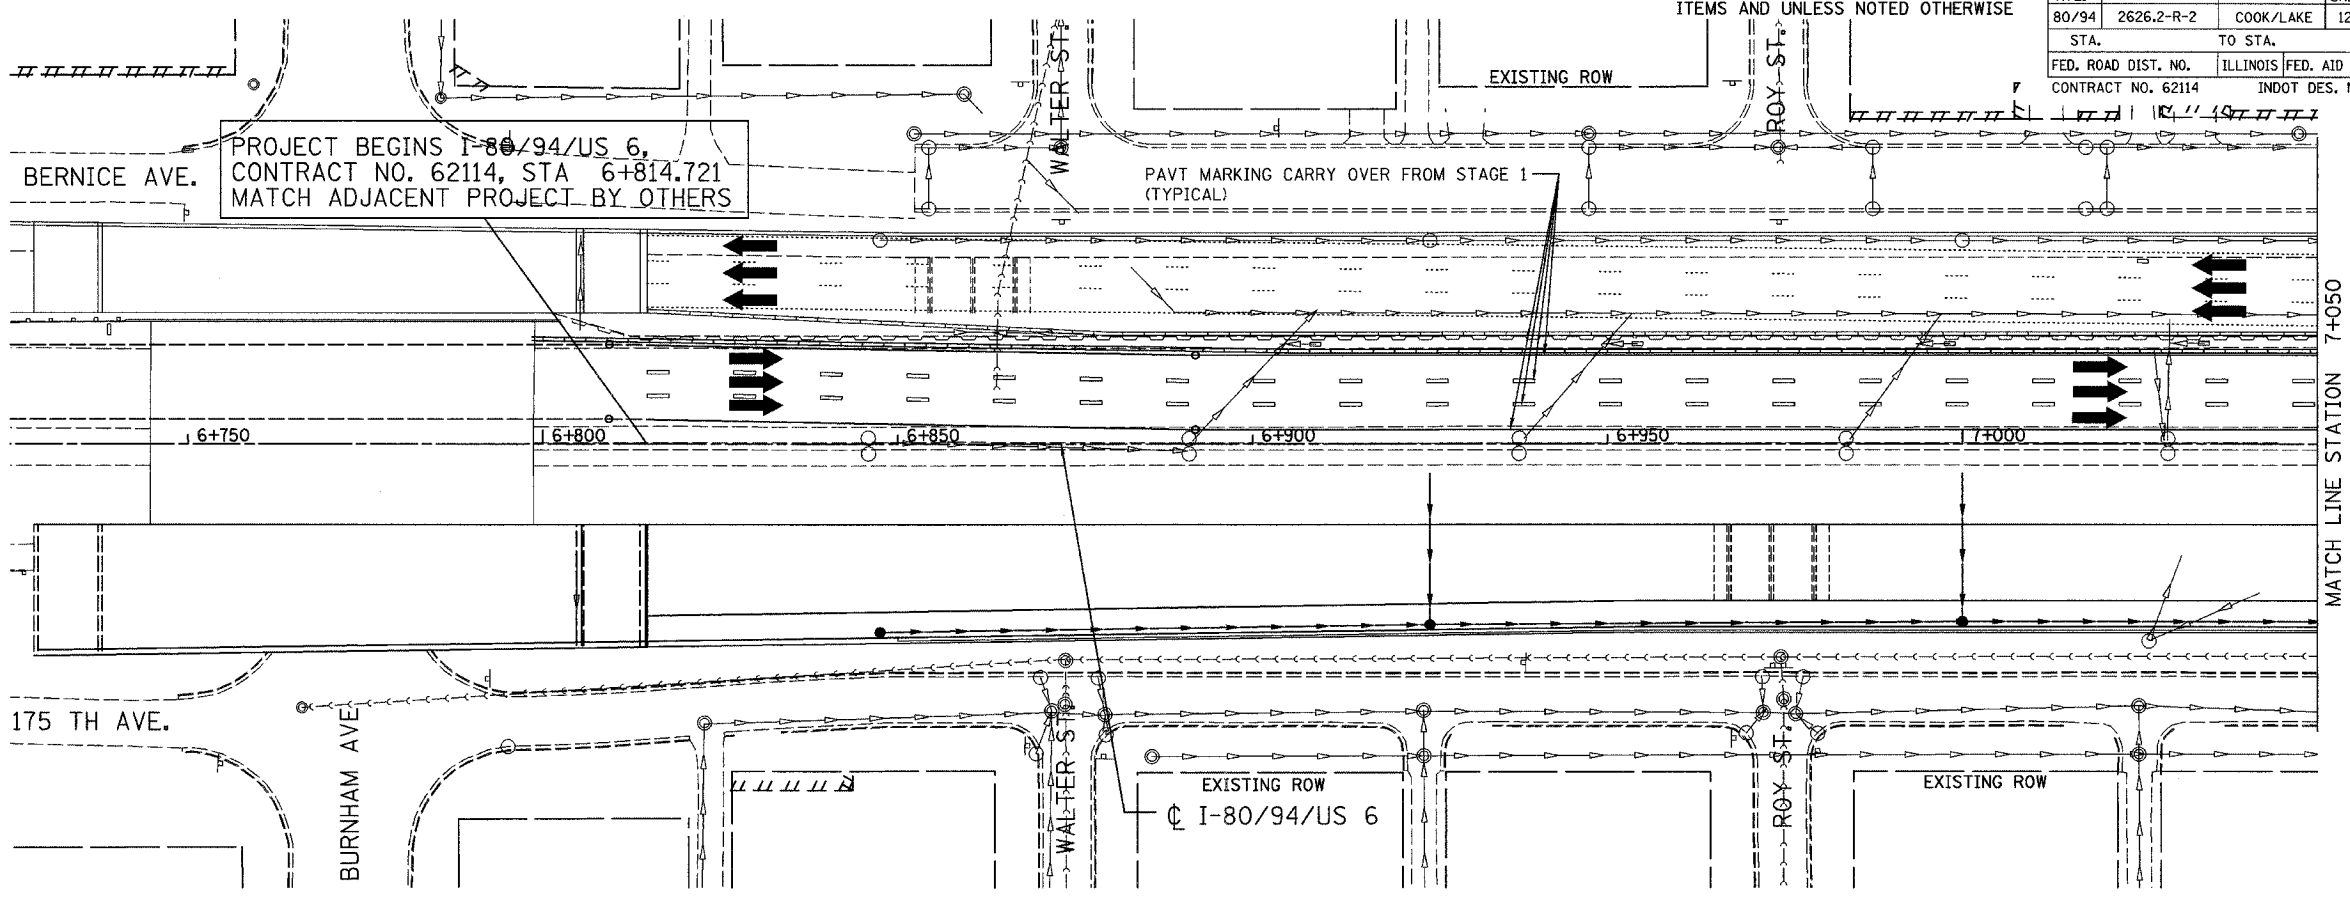 ITEMS AND UNLESS NOTED OTHERWISE
80/94 2626.2-R-2 COOK/LAKE 12
STA. TO STA.
FED. ROAD DIST. NO. ILLINOIS FED. AID
CONTRACT NO. 62114 INDOT DES.
WALTER ST.
ROY ST.
EXISTING ROW
BERNICE AVE.
PROJECT BEGINS I-80/94/US 6,
CONTRACT NO. 62114, STA 6+814.721
MATCH ADJACENT PROJECT BY OTHERS
PAVT MARKING CARRY OVER FROM STAGE 1
(TYPICAL)
6+750
6+800
6+850
6+900
6+950
7+000
MATCH LINE STATION 7+050
175 TH AVE.
BURNHAM AVE.
WALTER ST.
ROY ST.
EXISTING ROW
EXISTING ROW
℄ I-80/94/US 6